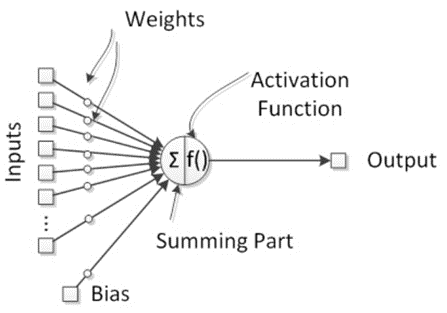 Weights
Activation
Function
Inputs
Σ f()
Output
...
Summing Part
Bias